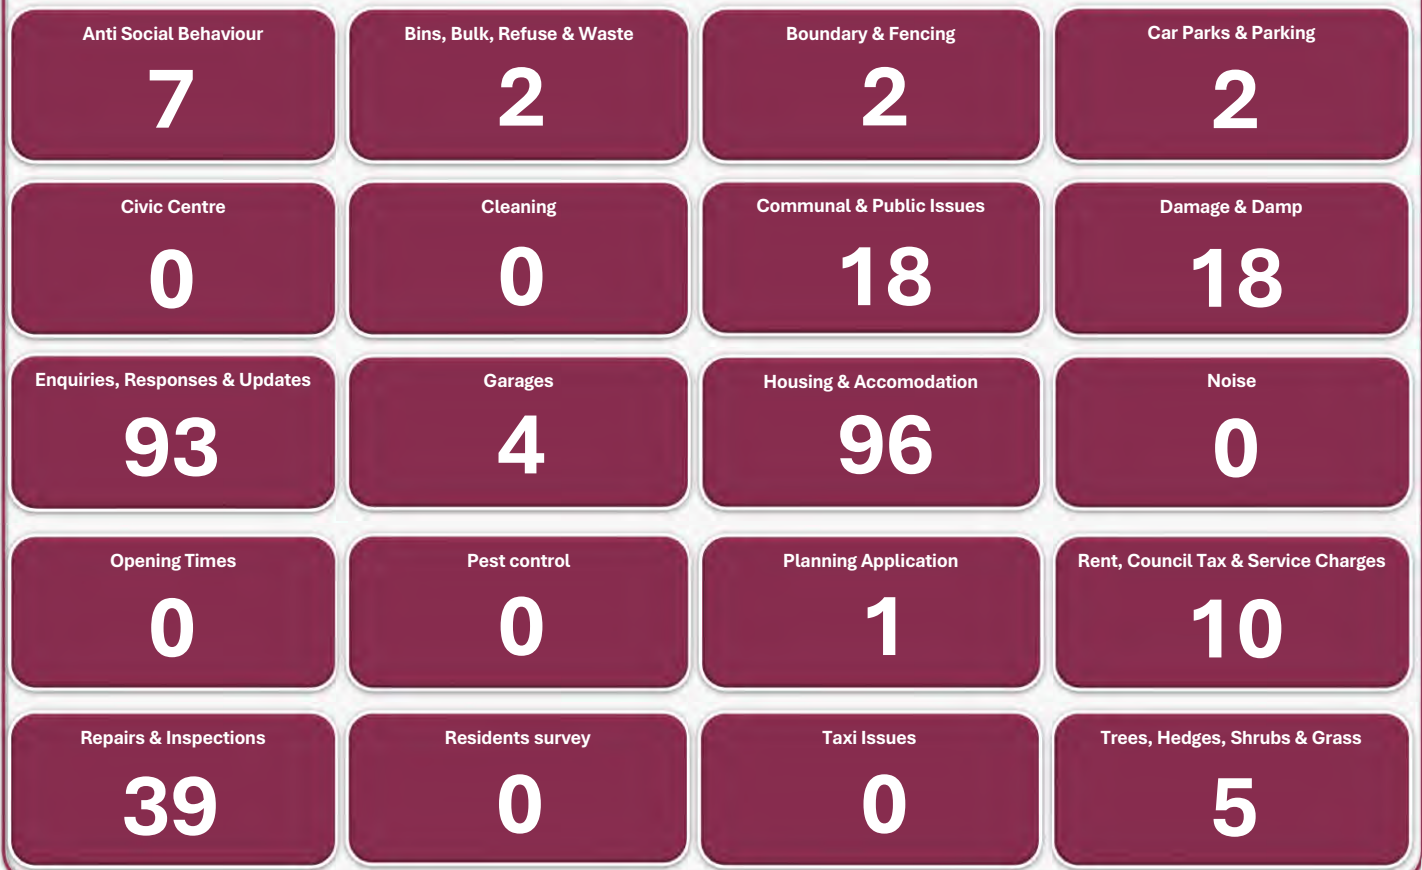 Anti Social Behaviour
7
Bins, Bulk, Refuse & Waste
2
Boundary & Fencing
2
Car Parks & Parking
2
Civic Centre
0
Cleaning
0
Communal & Public Issues
18
Damage & Damp
18
Enquiries, Responses & Updates
93
Garages
4
Housing & Accomodation
96
Noise
0
Opening Times
0
Pest control
0
Planning Application
1
Rent, Council Tax & Service Charges
10
Repairs & Inspections
39
Residents survey
0
Taxi Issues
0
Trees, Hedges, Shrubs & Grass
5